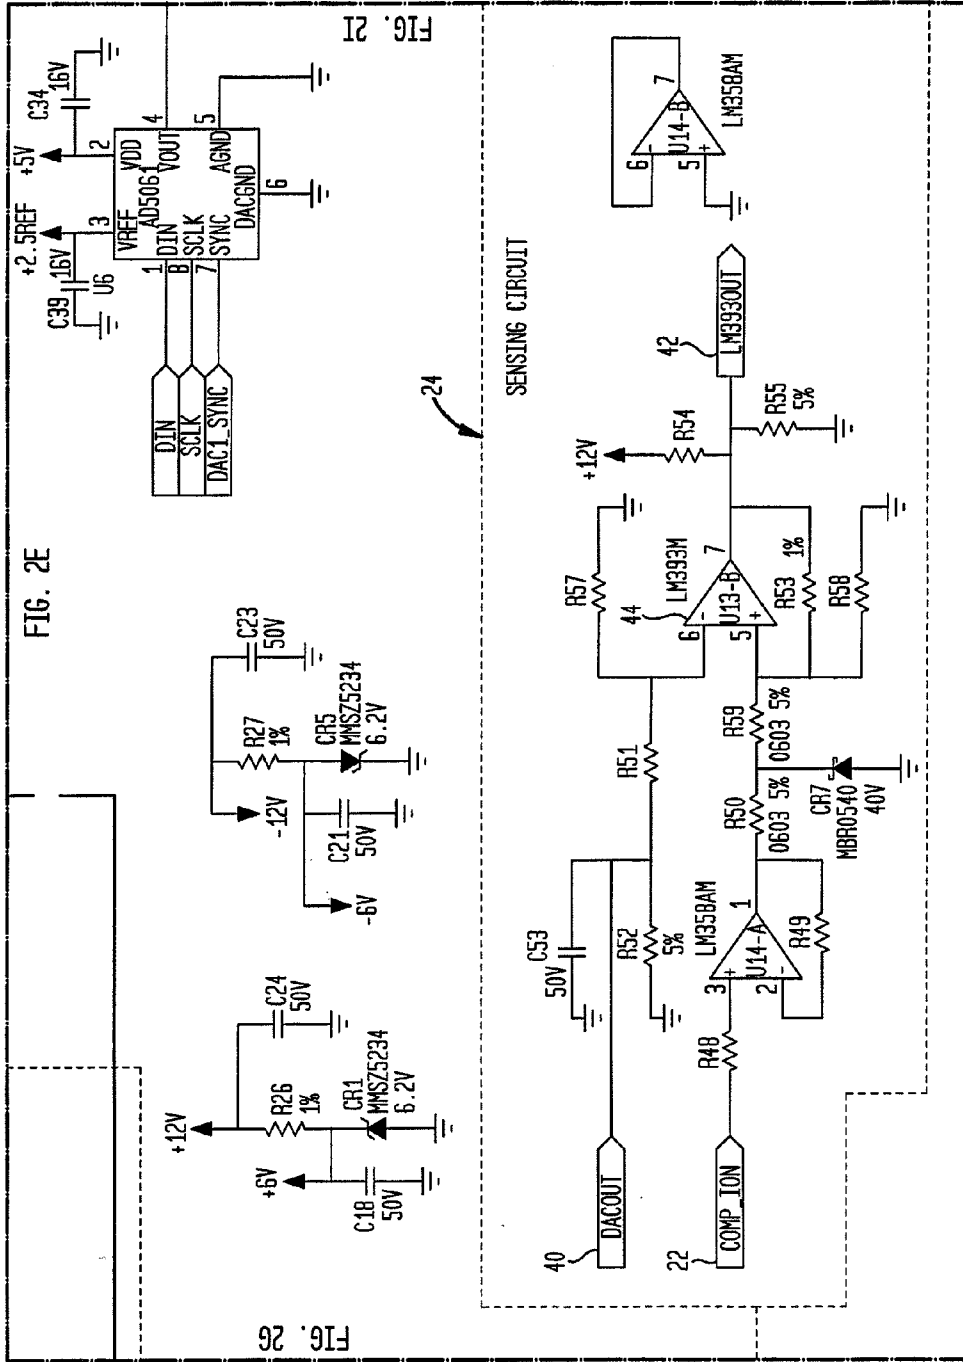 FIG. 2E
FIG. 2G
FIG. 2I
+12V
C24
50V
R26
1%
CR1
MMSZ5234
6.2V
+6V
C18
50V
C23
50V
R27
1%
-12V
CR5
MMSZ5234
6.2V
C21
50V
-6V
+2.5REF
+5V
C39
16V
U6
C34
16V
3
2
VREF
VDD
AD5061
DIN
SCLK
SYNC
VOUT
AGND
DACGND
1
8
7
4
5
6
DIN
SCLK
DAC1_SYNC
24
SENSING CIRCUIT
40
DACOUT
C53
50V
R52
5%
R51
R57
22
COMP_ION
R48
3
2
+
-
U14-A
LM358AM
1
R49
R50
0603 5%
CR7
MBR0540
40V
R59
0603 5%
44
LM393M
6
5
-
+
U13-B
7
R53
1%
R58
+12V
R54
R55
5%
42
LM393OUT
6
5
-
+
U14-B
7
LM358AM